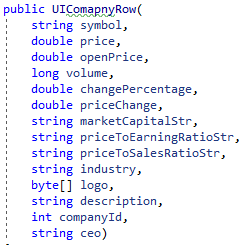 public UIComapnyRow(
string symbol,
double price,
double openPrice,
long volume,
double changePercentage,
double priceChange,
string marketCapitalStr,
string priceToEarningRatioStr,
string priceToSalesRatioStr,
string industry,
byte[] logo,
string description,
int companyId,
string ceo)